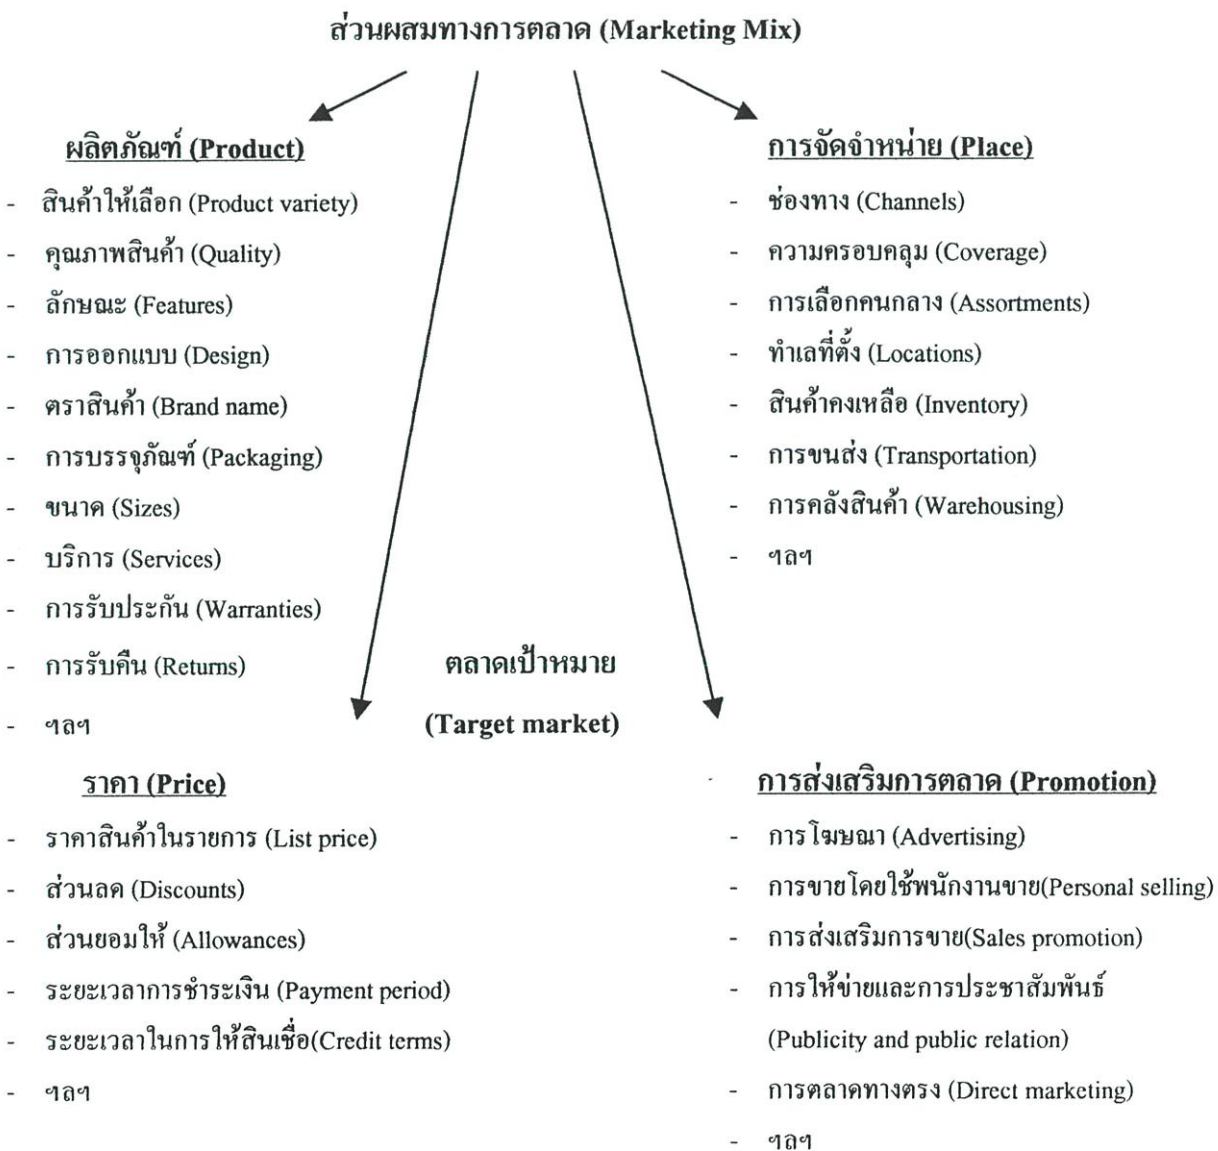 ส่วนผสมทางการตลาด (Marketing Mix)
ผลิตภัณฑ์ (Product)
- สินค้าให้เลือก (Product variety)
- คุณภาพสินค้า (Quality)
- ลักษณะ (Features)
- การออกแบบ (Design)
- ตราสินค้า (Brand name)
- การบรรจุภัณฑ์ (Packaging)
- ขนาด (Sizes)
- บริการ (Services)
- การรับประกัน (Warranties)
- การรับคืน (Returns)
- ฯลฯ
การจัดจำหน่าย (Place)
- ช่องทาง (Channels)
- ความครอบคลุม (Coverage)
- การเลือกคนกลาง (Assortments)
- ทำเลที่ตั้ง (Locations)
- สินค้าคงเหลือ (Inventory)
- การขนส่ง (Transportation)
- การคลังสินค้า (Warehousing)
- ฯลฯ
ตลาดเป้าหมาย
(Target market)
ราคา (Price)
- ราคาสินค้าในรายการ (List price)
- ส่วนลด (Discounts)
- ส่วนยอมให้ (Allowances)
- ระยะเวลาการชำระเงิน (Payment period)
- ระยะเวลาในการให้สินเชื่อ(Credit terms)
- ฯลฯ
การส่งเสริมการตลาด (Promotion)
- การโฆษณา (Advertising)
- การขายโดยใช้พนักงานขาย(Personal selling)
- การส่งเสริมการขาย(Sales promotion)
- การให้ข่ายและการประชาสัมพันธ์
(Publicity and public relation)
- การตลาดทางตรง (Direct marketing)
- ฯลฯ